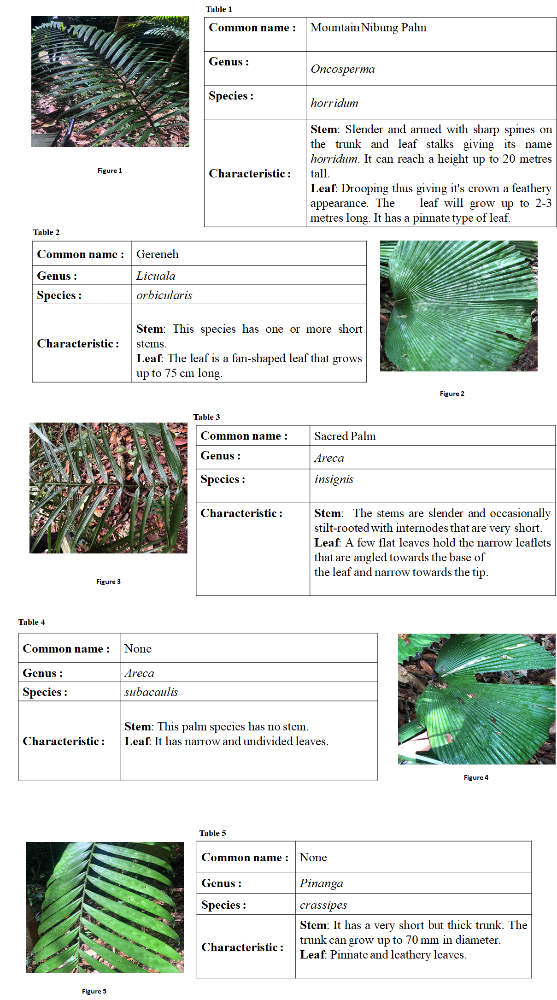 Table 1
Common name :
Mountain Nibung Palm
Genus :
Oncosperma
Species :
horridum
Characteristic :
Stem: Slender and armed with sharp spines on
the trunk and leaf stalks giving its name
horridum. It can reach a height up to 20 metres
tall.
Leaf: Drooping thus giving it's crown a feathery
appearance. The leaf will grow up to 2-3
metres long. It has a pinnate type of leaf.
Figure 1
Table 2
Common name :
Gereneh
Genus :
Licuala
Species :
orbicularis
Characteristic :
Stem: This species has one or more short
stems.
Leaf: The leaf is a fan-shaped leaf that grows
up to 75 cm long.
Figure 2
Table 3
Common name :
Sacred Palm
Genus :
Areca
Species :
insignis
Characteristic :
Stem: The stems are slender and occasionally
stilt-rooted with internodes that are very short.
Leaf: A few flat leaves hold the narrow leaflets
that are angled towards the base of
the leaf and narrow towards the tip.
Figure 3
Table 4
Common name :
None
Genus :
Areca
Species :
subacaulis
Characteristic :
Stem: This palm species has no stem.
Leaf: It has narrow and undivided leaves.
Figure 4
Table 5
Common name :
None
Genus :
Pinanga
Species :
crassipes
Characteristic :
Stem: It has a very short but thick trunk. The
trunk can grow up to 70 mm in diameter.
Leaf: Pinnate and leathery leaves.
Figure 5